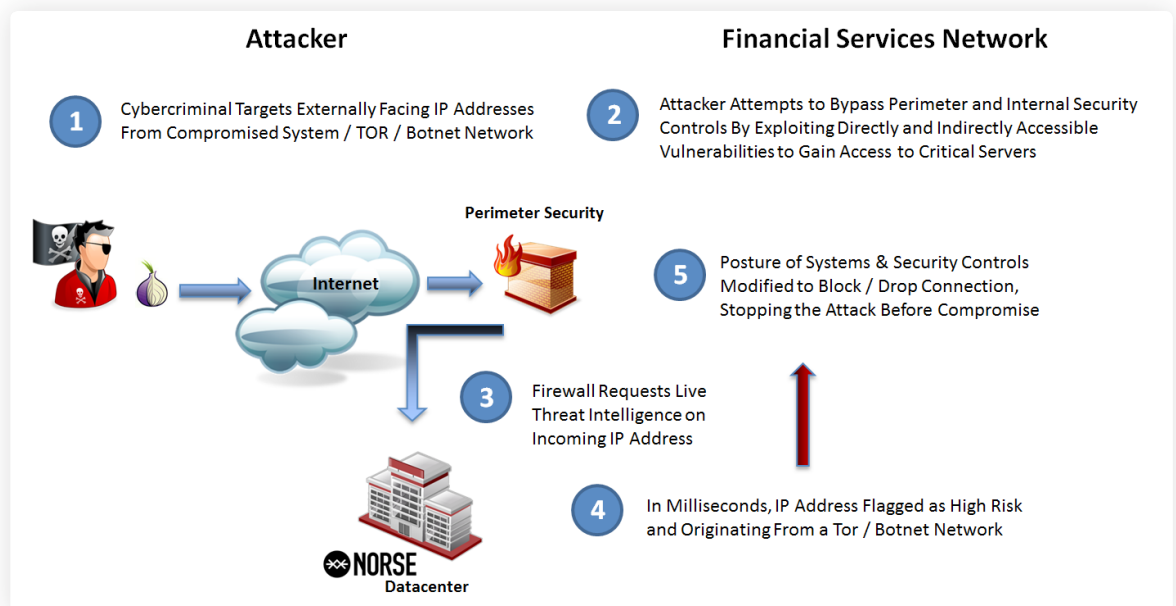 Attacker
Financial Services Network
1
Cybercriminal Targets Externally Facing IP Addresses
From Compromised System / TOR / Botnet Network
2
Attacker Attempts to Bypass Perimeter and Internal Security
Controls By Exploiting Directly and Indirectly Accessible
Vulnerabilities to Gain Access to Critical Servers
Perimeter Security
Internet
5
Posture of Systems & Security Controls
Modified to Block / Drop Connection,
Stopping the Attack Before Compromise
3
Firewall Requests Live
Threat Intelligence on
Incoming IP Address
4
In Milliseconds, IP Address Flagged as High Risk
and Originating From a Tor / Botnet Network
NORSE
Datacenter